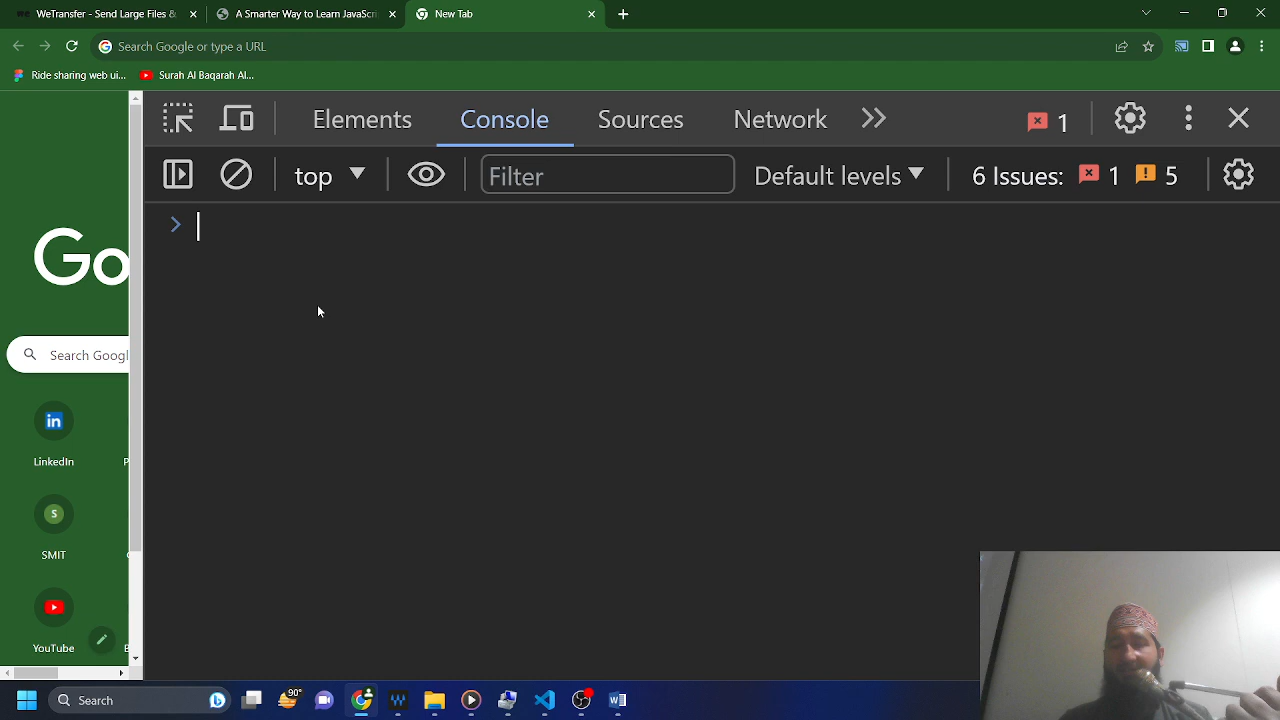 WeTransfer - Send Large Files &
A Smarter Way to Learn JavaScri
New Tab
Search Google or type a URL
Ride sharing web ui...
Surah Al Baqarah Al...
Elements
Console
Sources
Network
1
top
Filter
Default levels
6 Issues:
1
5
Go
Search Googl
LinkedIn
P
S
SMIT
YouTube
E
Search
90°